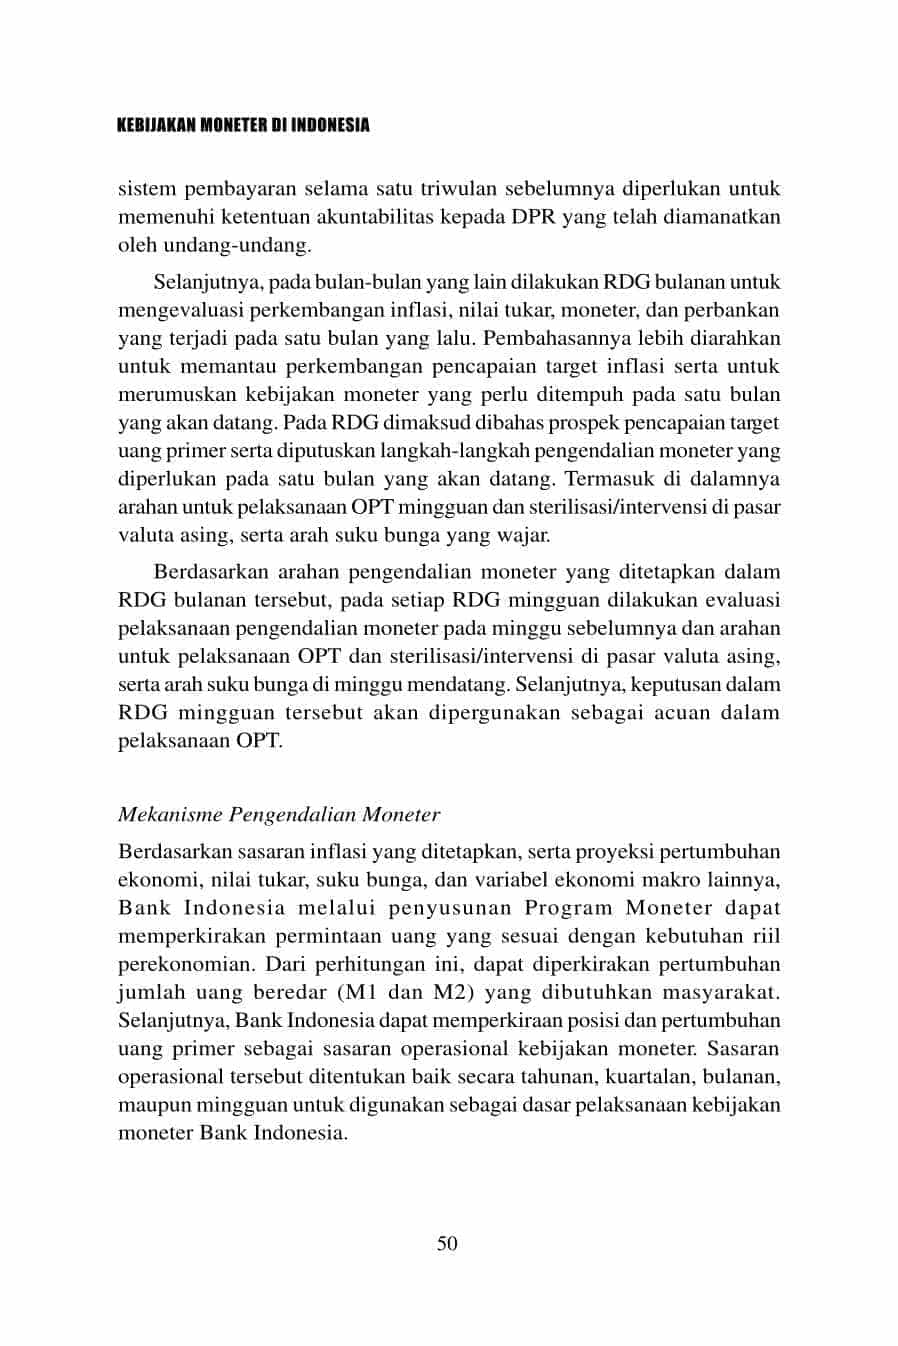 KEBIJAKAN MONETER DI INDONESIA
sistem pembayaran selama satu triwulan sebelumnya diperlukan untuk
memenuhi ketentuan akuntabilitas kepada DPR yang telah diamanatkan
oleh undang-undang.
Selanjutnya, pada bulan-bulan yang lain dilakukan RDG bulanan untuk
mengevaluasi perkembangan inflasi, nilai tukar, moneter, dan perbankan
yang terjadi pada satu bulan yang lalu. Pembahasannya lebih diarahkan
untuk memantau perkembangan pencapaian target inflasi serta untuk
merumuskan kebijakan moneter yang perlu ditempuh pada satu bulan
yang akan datang. Pada RDG dimaksud dibahas prospek pencapaian target
uang primer serta diputuskan langkah-langkah pengendalian moneter yang
diperlukan pada satu bulan yang akan datang. Termasuk di dalamnya
arahan untuk pelaksanaan OPT mingguan dan sterilisasi/intervensi di pasar
valuta asing, serta arah suku bunga yang wajar.
Berdasarkan arahan pengendalian moneter yang ditetapkan dalam
RDG bulanan tersebut, pada setiap RDG mingguan dilakukan evaluasi
pelaksanaan pengendalian moneter pada minggu sebelumnya dan arahan
untuk pelaksanaan OPT dan sterilisasi/intervensi di pasar valuta asing,
serta arah suku bunga di minggu mendatang. Selanjutnya, keputusan dalam
RDG mingguan tersebut akan dipergunakan sebagai acuan dalam
pelaksanaan OPT.
Mekanisme Pengendalian Moneter
Berdasarkan sasaran inflasi yang ditetapkan, serta proyeksi pertumbuhan
ekonomi, nilai tukar, suku bunga, dan variabel ekonomi makro lainnya,
Bank Indonesia melalui penyusunan Program Moneter dapat
memperkirakan permintaan uang yang sesuai dengan kebutuhan riil
perekonomian. Dari perhitungan ini, dapat diperkirakan pertumbuhan
jumlah uang beredar (M1 dan M2) yang dibutuhkan masyarakat.
Selanjutnya, Bank Indonesia dapat memperkiraan posisi dan pertumbuhan
uang primer sebagai sasaran operasional kebijakan moneter. Sasaran
operasional tersebut ditentukan baik secara tahunan, kuartalan, bulanan,
maupun mingguan untuk digunakan sebagai dasar pelaksanaan kebijakan
moneter Bank Indonesia.
50